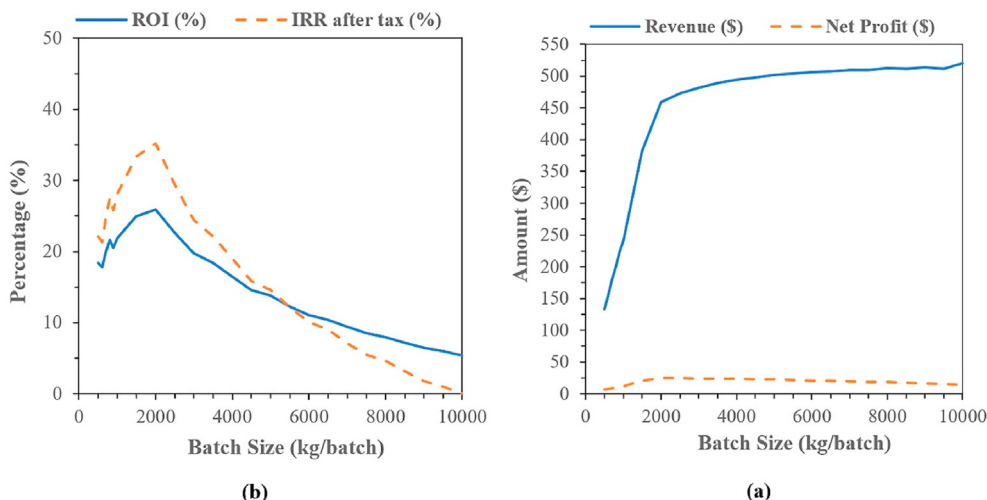 ROI (%) IRR after tax (%)
50
40
30
20
10
0
Percentage (%)
0 2000 4000 6000 8000 10000
Batch Size (kg/batch)
(b)
Revenue ($) Net Profit ($)
550
500
450
400
350
300
250
200
150
100
50
0
Amount ($)
0 2000 4000 6000 8000 10000
Batch Size (kg/batch)
(a)